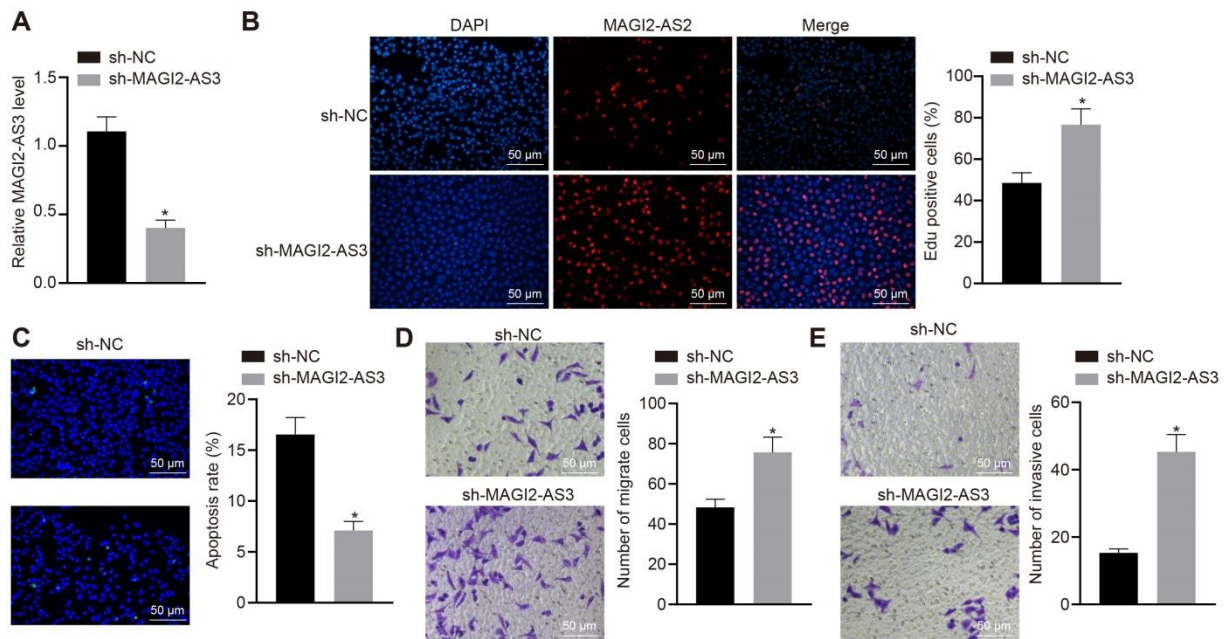 A
sh-NC
sh-MAGI2-AS3
Relative MAGI2-AS3 level
1.5
1.0
0.5
0.0
*
B
DAPI
MAGI2-AS2
Merge
sh-NC
50 µm
50 µm
50 µm
sh-MAGI2-AS3
50 µm
50 µm
50 µm
sh-NC
sh-MAGI2-AS3
Edu positive cells (%)
100
80
60
40
20
0
*
C
sh-NC
50 µm
50 µm
sh-NC
sh-MAGI2-AS3
Apoptosis rate (%)
20
15
10
5
0
*
D
sh-NC
50 µm
sh-MAGI2-AS3
50 µm
sh-NC
sh-MAGI2-AS3
Number of migrate cells
100
80
60
40
20
0
*
E
sh-NC
50 µm
sh-MAGI2-AS3
50 µm
sh-NC
sh-MAGI2-AS3
Number of invasive cells
60
40
20
0
*